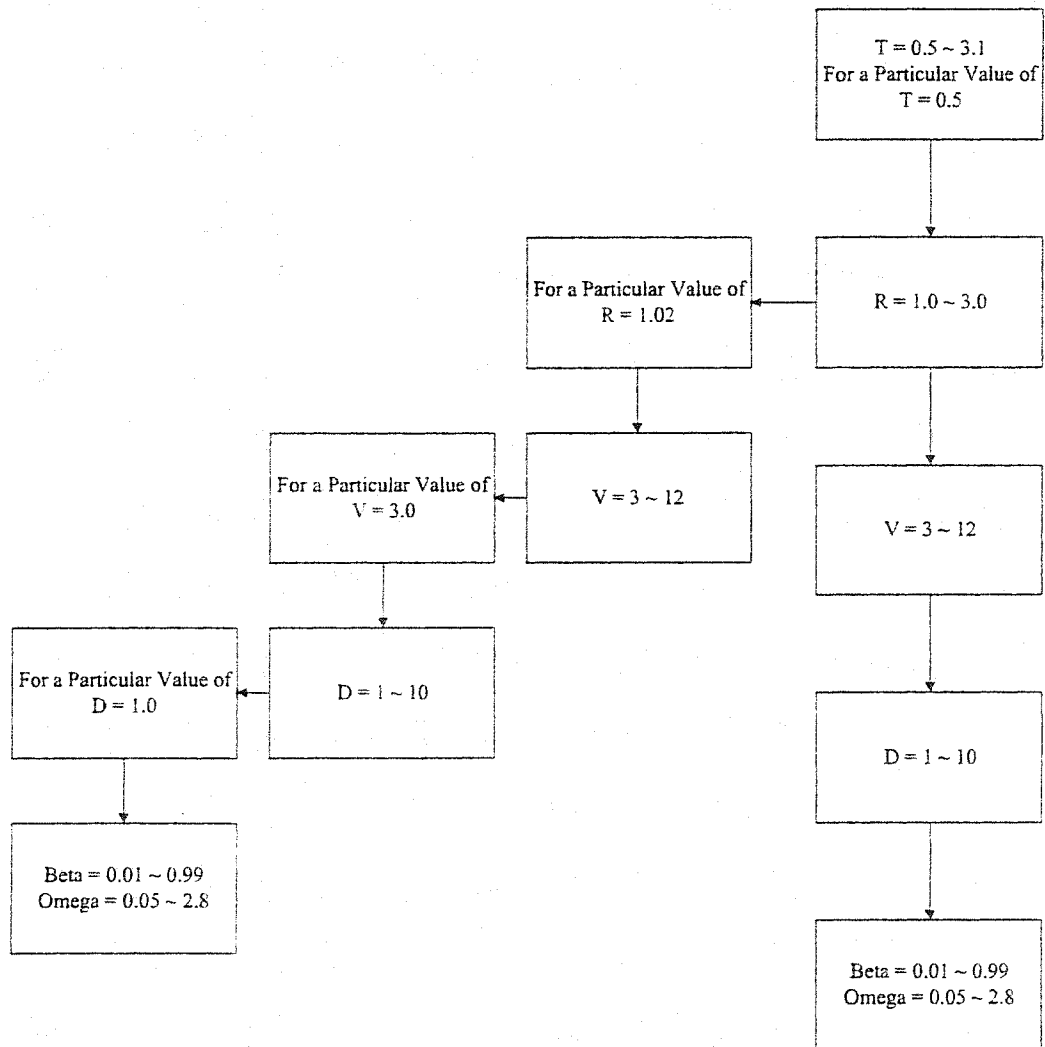 T = 0.5 ~ 3.1
For a Particular Value of
T = 0.5
For a Particular Value of
R = 1.02
R = 1.0 ~ 3.0
For a Particular Value of
V = 3.0
V = 3 ~ 12
V = 3 ~ 12
For a Particular Value of
D = 1.0
D = 1 ~ 10
D = 1 ~ 10
Beta = 0.01 ~ 0.99
Omega = 0.05 ~ 2.8
Beta = 0.01 ~ 0.99
Omega = 0.05 ~ 2.8